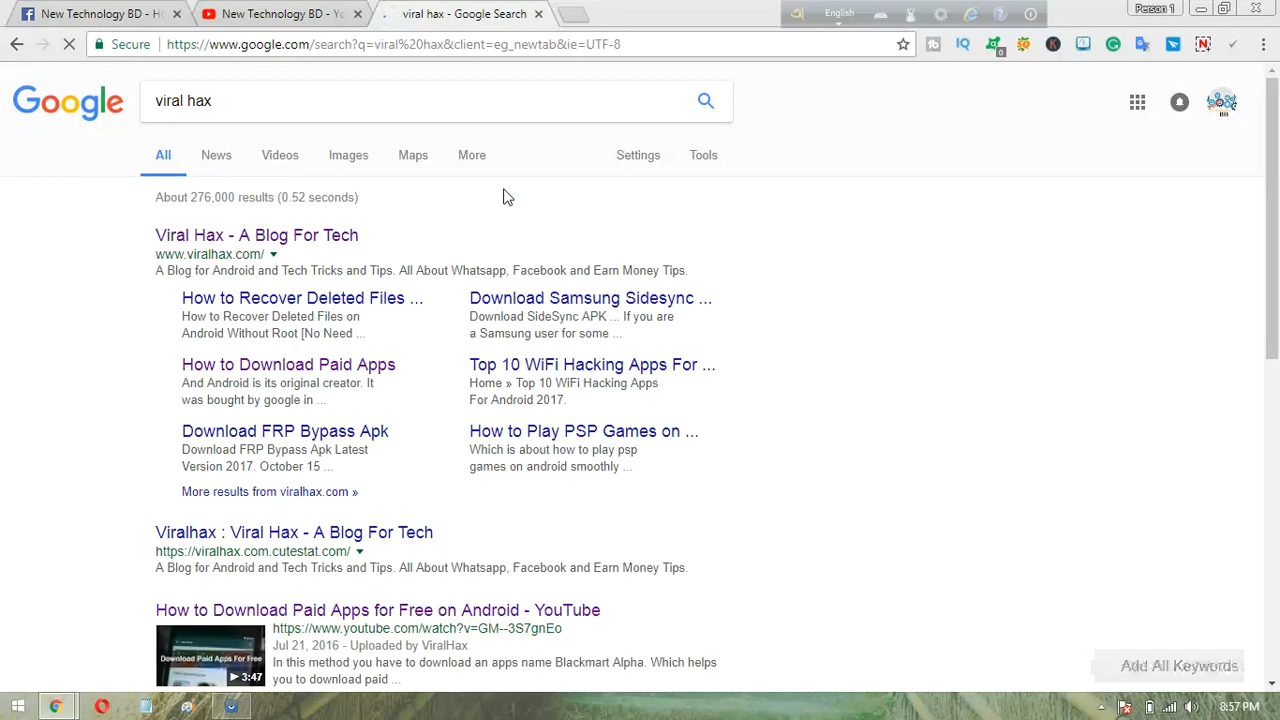 New Technology BD - Ho
New Technology BD - Y
viral hax - Google Search
English
Person 1
Secure
https://www.google.com/search?q=viral%20hax&client=eg_newtab&ie=UTF-8
Google
viral hax
All
News
Videos
Images
Maps
More
Settings
Tools
About 276,000 results (0.52 seconds)
Viral Hax - A Blog For Tech
www.viralhax.com/
A Blog for Android and Tech Tricks and Tips. All About Whatsapp, Facebook and Earn Money Tips.
How to Recover Deleted Files ...
How to Recover Deleted Files on
Android Without Root [No Need ...
Download Samsung Sidesync ...
Download SideSync APK ... If you are
a Samsung user for some ...
How to Download Paid Apps
And Android is its original creator. It
was bought by google in ...
Top 10 WiFi Hacking Apps For ...
Home » Top 10 WiFi Hacking Apps
For Android 2017.
Download FRP Bypass Apk
Download FRP Bypass Apk Latest
Version 2017. October 15 ...
How to Play PSP Games on ...
Which is about how to play psp
games on android smoothly ...
More results from viralhax.com »
Viralhax : Viral Hax - A Blog For Tech
https://viralhax.com.cutestat.com/
A Blog for Android and Tech Tricks and Tips. All About Whatsapp, Facebook and Earn Money Tips.
How to Download Paid Apps for Free on Android - YouTube
https://www.youtube.com/watch?v=GM--3S7gnEo
Jul 21, 2016 - Uploaded by ViralHax
In this method you have to download an apps name Blackmart Alpha. Which helps
you to download paid ...
Download Paid Apps For Free
3:47
Add All Keywords
8:57 PM